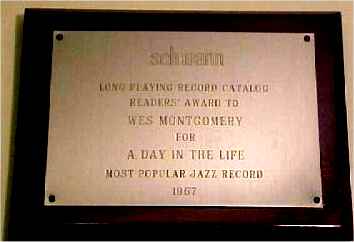 schwann
LONG PLAYING RECORD CATALOG
READERS' AWARD TO
WES MONTGOMERY
FOR
A DAY IN THE LIFE
MOST POPULAR JAZZ RECORD
1967